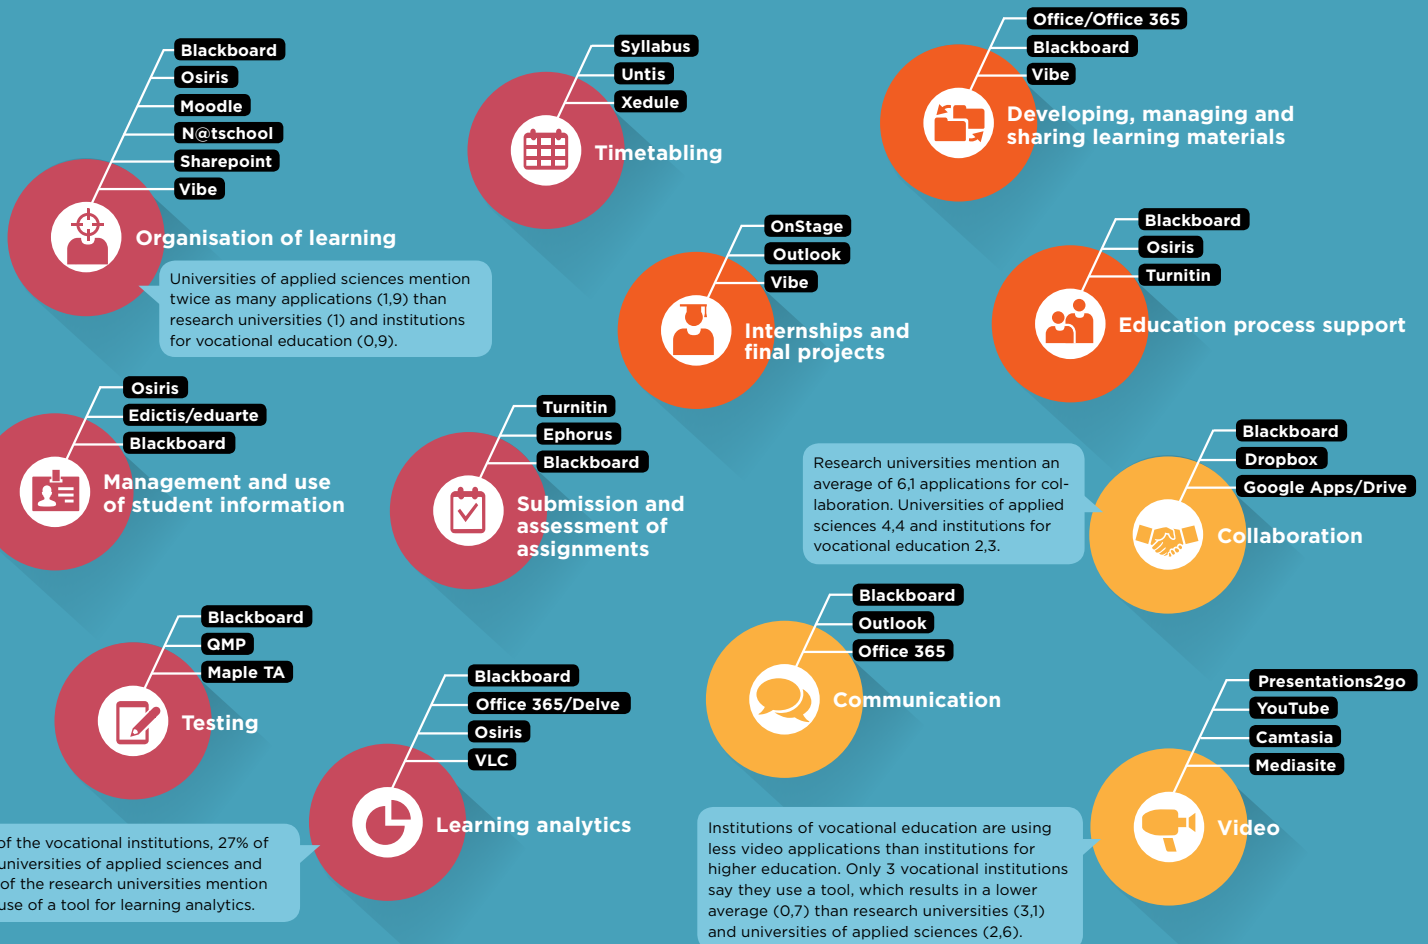 Blackboard
Osiris
Moodle
N@tschool
Sharepoint
Vibe
Organisation of learning
Universities of applied sciences mention
twice as many applications (1,9) than
research universities (1) and institutions
for vocational education (0,9).
Syllabus
Untis
Xedule
Timetabling
Office/Office 365
Blackboard
Vibe
Developing, managing and
sharing learning materials
OnStage
Outlook
Vibe
Internships and
final projects
Blackboard
Osiris
Turnitin
Education process support
Osiris
Edictis/eduarte
Blackboard
Management and use
of student information
Turnitin
Ephorus
Blackboard
Submission and
assessment of
assignments
Research universities mention an
average of 6,1 applications for col-
laboration. Universities of applied
sciences 4,4 and institutions for
vocational education 2,3.
Blackboard
Dropbox
Google Apps/Drive
Collaboration
Blackboard
QMP
Maple TA
Testing
Blackboard
Office 365/Delve
Osiris
VLC
Learning analytics
of the vocational institutions, 27% of
universities of applied sciences and
of the research universities mention
use of a tool for learning analytics.
Blackboard
Outlook
Office 365
Communication
Presentations2go
YouTube
Camtasia
Mediasite
Video
Institutions of vocational education are using
less video applications than institutions for
higher education. Only 3 vocational institutions
say they use a tool, which results in a lower
average (0,7) than research universities (3,1)
and universities of applied sciences (2,6).